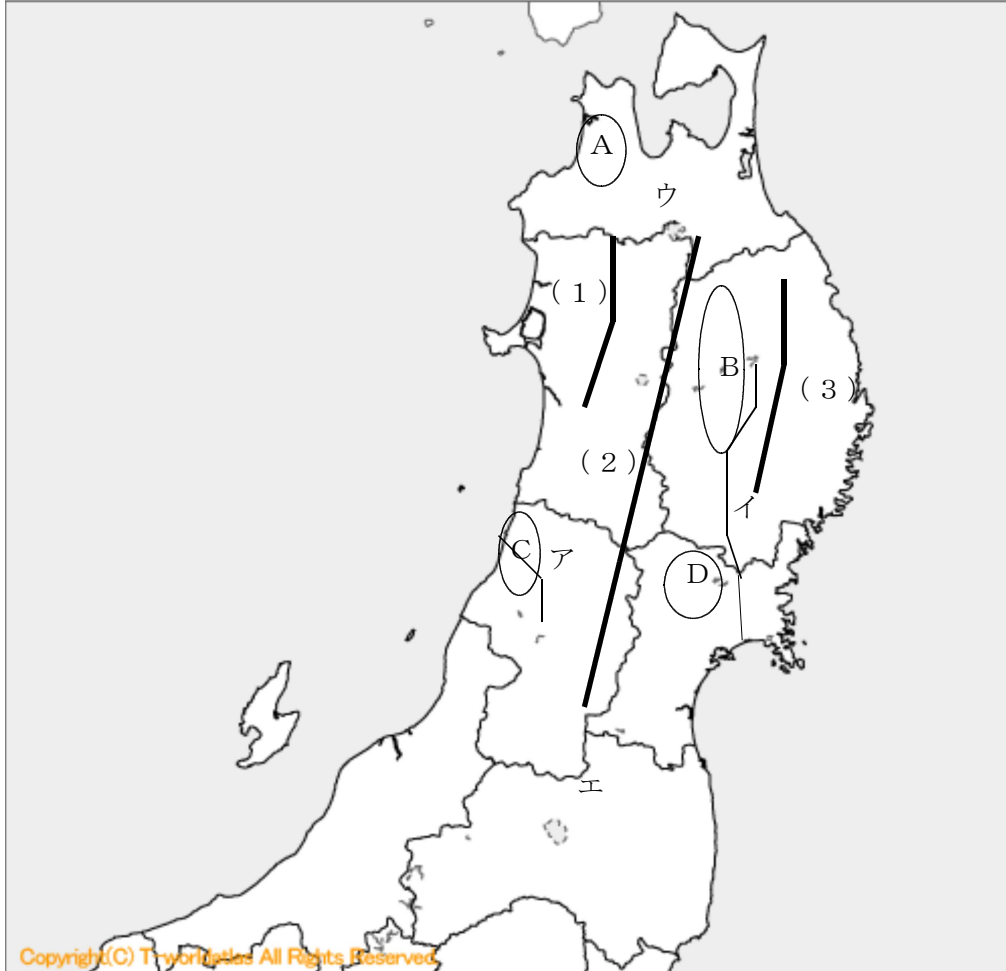 A
ウ
（１）
B
（３）
（２）
イ
C
ア
D
エ
Copyright(C) T-worldatlas All Rights Reserved.